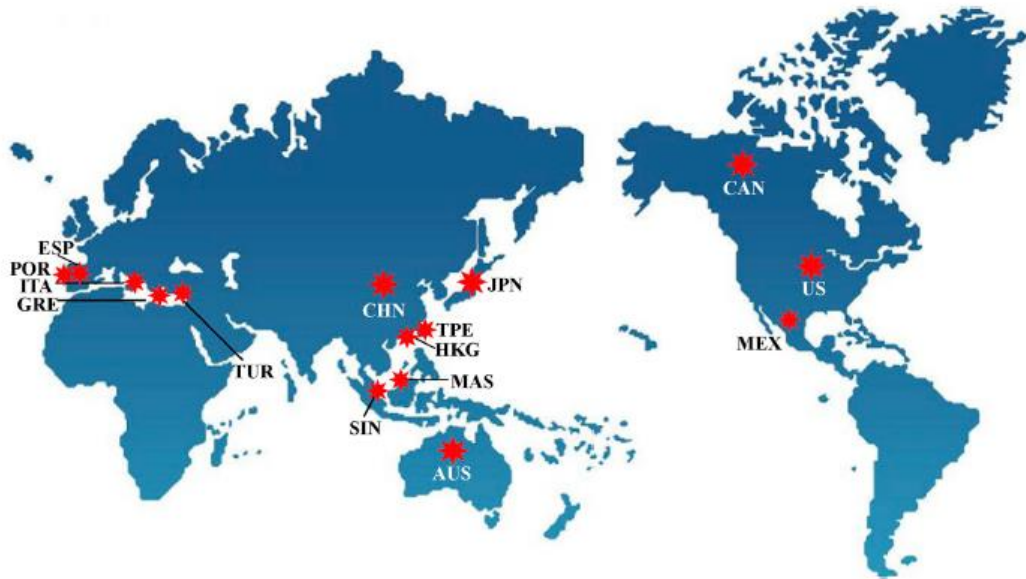 CAN
ESP
POR
ITA
GRE
JPN
US
CHN
TPE
HKG
MEX
TUR
MAS
SIN
AUS